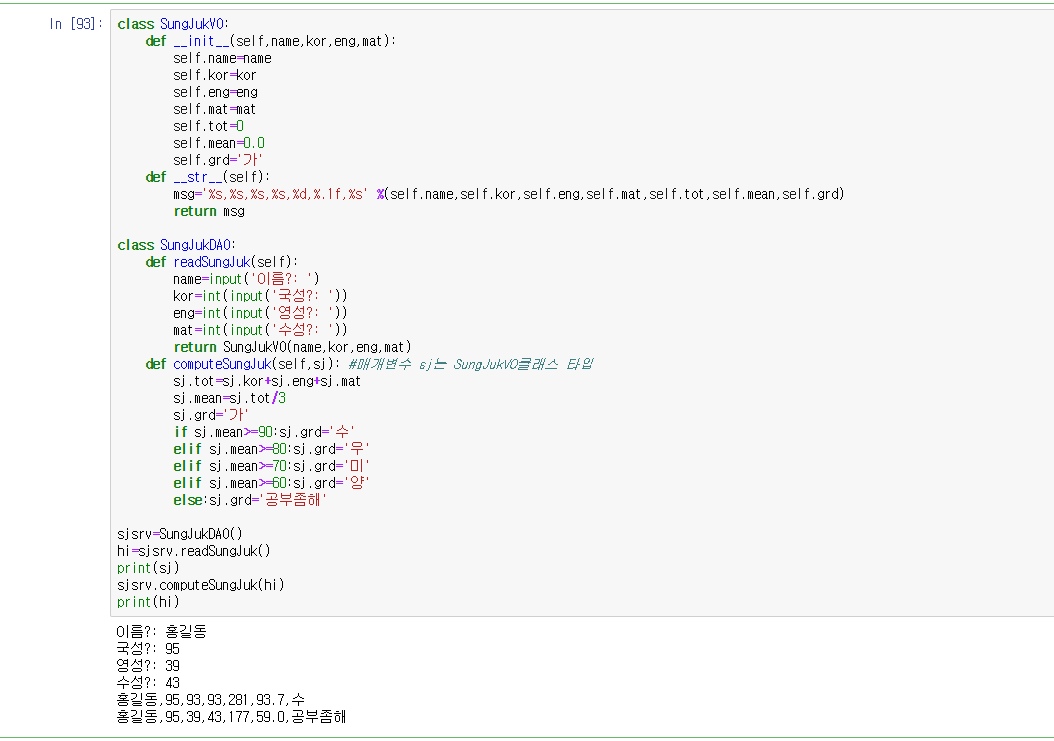 In [93]:
class SungJukVO:
    def __init__(self,name,kor,eng,mat):
        self.name=name
        self.kor=kor
        self.eng=eng
        self.mat=mat
        self.tot=0
        self.mean=0.0
        self.grd='가'
    def __str__(self):
        msg='%s,%s,%s,%s,%d,%.1f,%s' %(self.name,self.kor,self.eng,self.mat,self.tot,self.mean,self.grd)
        return msg

class SungJukDAO:
    def readSungJuk(self):
        name=input('이름?: ')
        kor=int(input('국성?: '))
        eng=int(input('영성?: '))
        mat=int(input('수성?: '))
        return SungJukVO(name,kor,eng,mat)
    def computeSungJuk(self,sj): #매개변수 sj는 SungJukVO클래스 타입
        sj.tot=sj.kor+sj.eng+sj.mat
        sj.mean=sj.tot/3
        sj.grd='가'
        if sj.mean>=90:sj.grd='수'
        elif sj.mean>=80:sj.grd='우'
        elif sj.mean>=70:sj.grd='미'
        elif sj.mean>=60:sj.grd='양'
        else:sj.grd='공부좀해'

sjsrv=SungJukDAO()
hi=sjsrv.readSungJuk()
print(sj)
sjsrv.computeSungJuk(hi)
print(hi)
이름?: 홍길동
국성?: 95
영성?: 39
수성?: 43
홍길동,95,93,93,281,93.7,수
홍길동,95,39,43,177,59.0,공부좀해